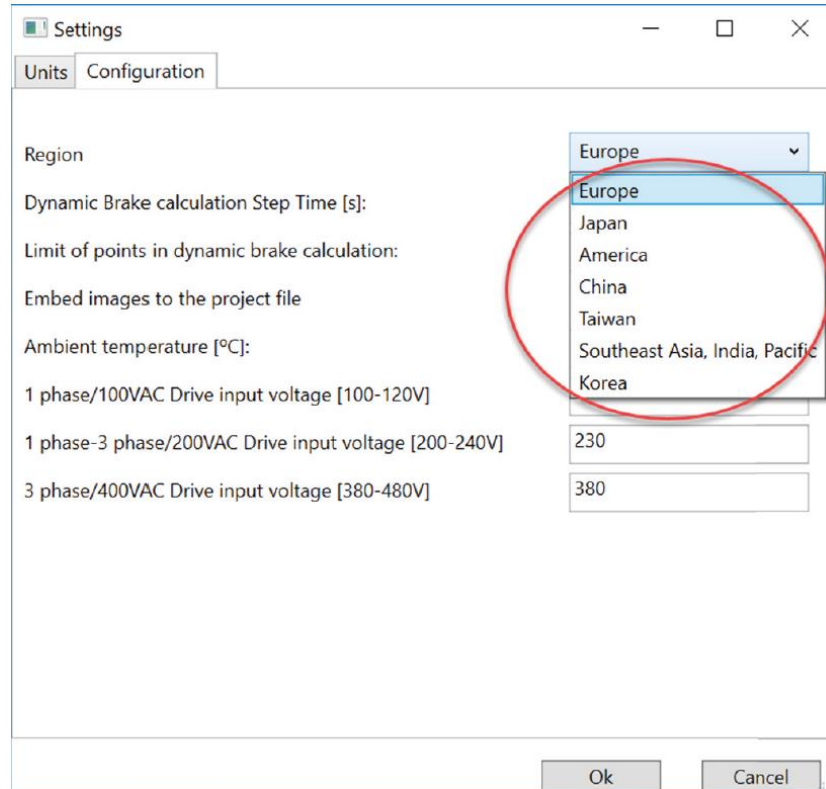 Settings
Units Configuration
Region Europe
Europe
Dynamic Brake calculation Step Time [s]:
Japan
Limit of points in dynamic brake calculation:
America
China
Embed images to the project file
Taiwan
Ambient temperature [ºC]:
Southeast Asia, India, Pacific
Korea
1 phase/100VAC Drive input voltage [100-120V]
1 phase-3 phase/200VAC Drive input voltage [200-240V] 230
3 phase/400VAC Drive input voltage [380-480V] 380
Ok Cancel